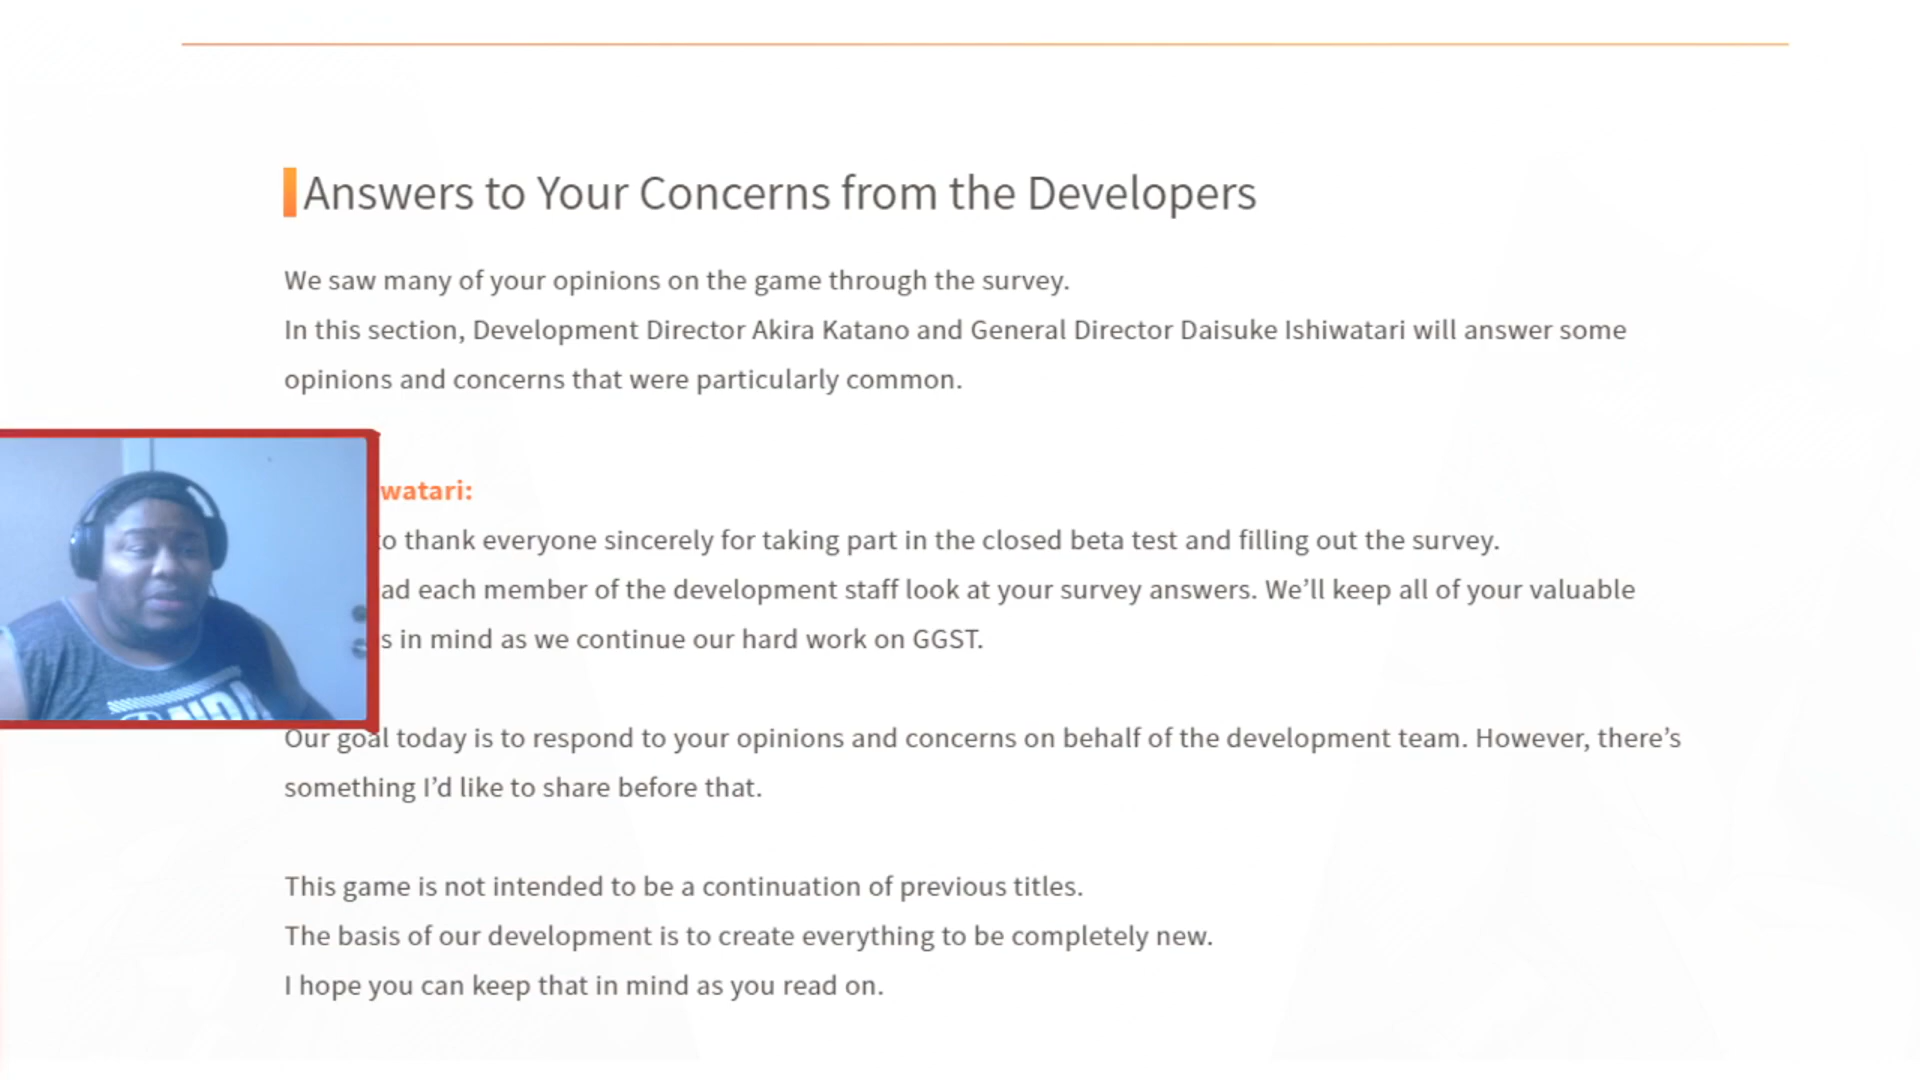 Answers to Your Concerns from the Developers
We saw many of your opinions on the game through the survey.
In this section, Development Director Akira Katano and General Director Daisuke Ishiwatari will answer some
opinions and concerns that were particularly common.
watari:
to thank everyone sincerely for taking part in the closed beta test and filling out the survey.
ad each member of the development staff look at your survey answers. We’ll keep all of your valuable
s in mind as we continue our hard work on GGST.
Our goal today is to respond to your opinions and concerns on behalf of the development team. However, there’s
something I’d like to share before that.
This game is not intended to be a continuation of previous titles.
The basis of our development is to create everything to be completely new.
I hope you can keep that in mind as you read on.